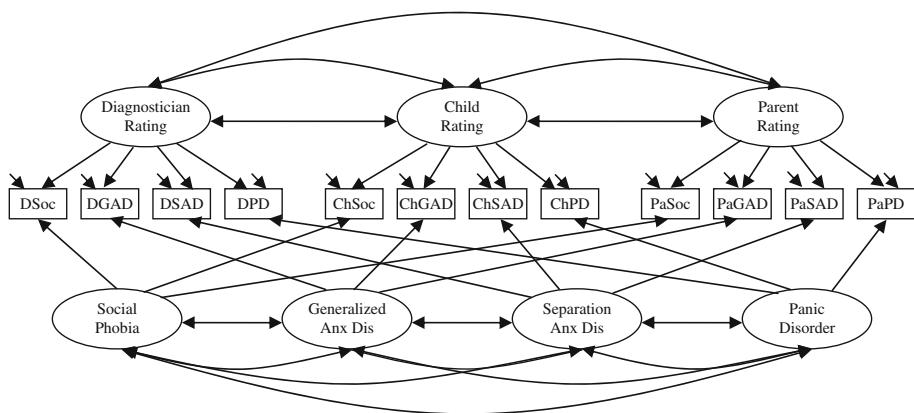 Diagnostician
Rating
Child
Rating
Parent
Rating
DSoc
DGAD
DSAD
DPD
ChSoc
ChGAD
ChSAD
ChPD
PaSoc
PaGAD
PaSAD
PaPD
Social
Phobia
Generalized
Anx Dis
Separation
Anx Dis
Panic
Disorder